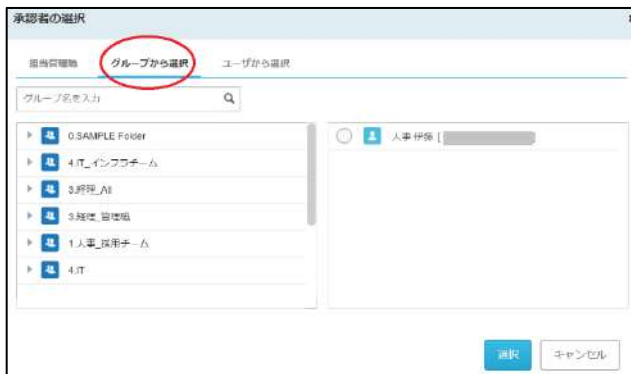 承認者の選択
担当管理職 グループから選択 ユーザから選択
グループ名を入力
0.SAMPLE Folder
4.IT_インフラチーム
3.経理_All
3.経理_管理職
1.人事_採用チーム
4.IT
人事 伊藤 [
選択 キャンセル